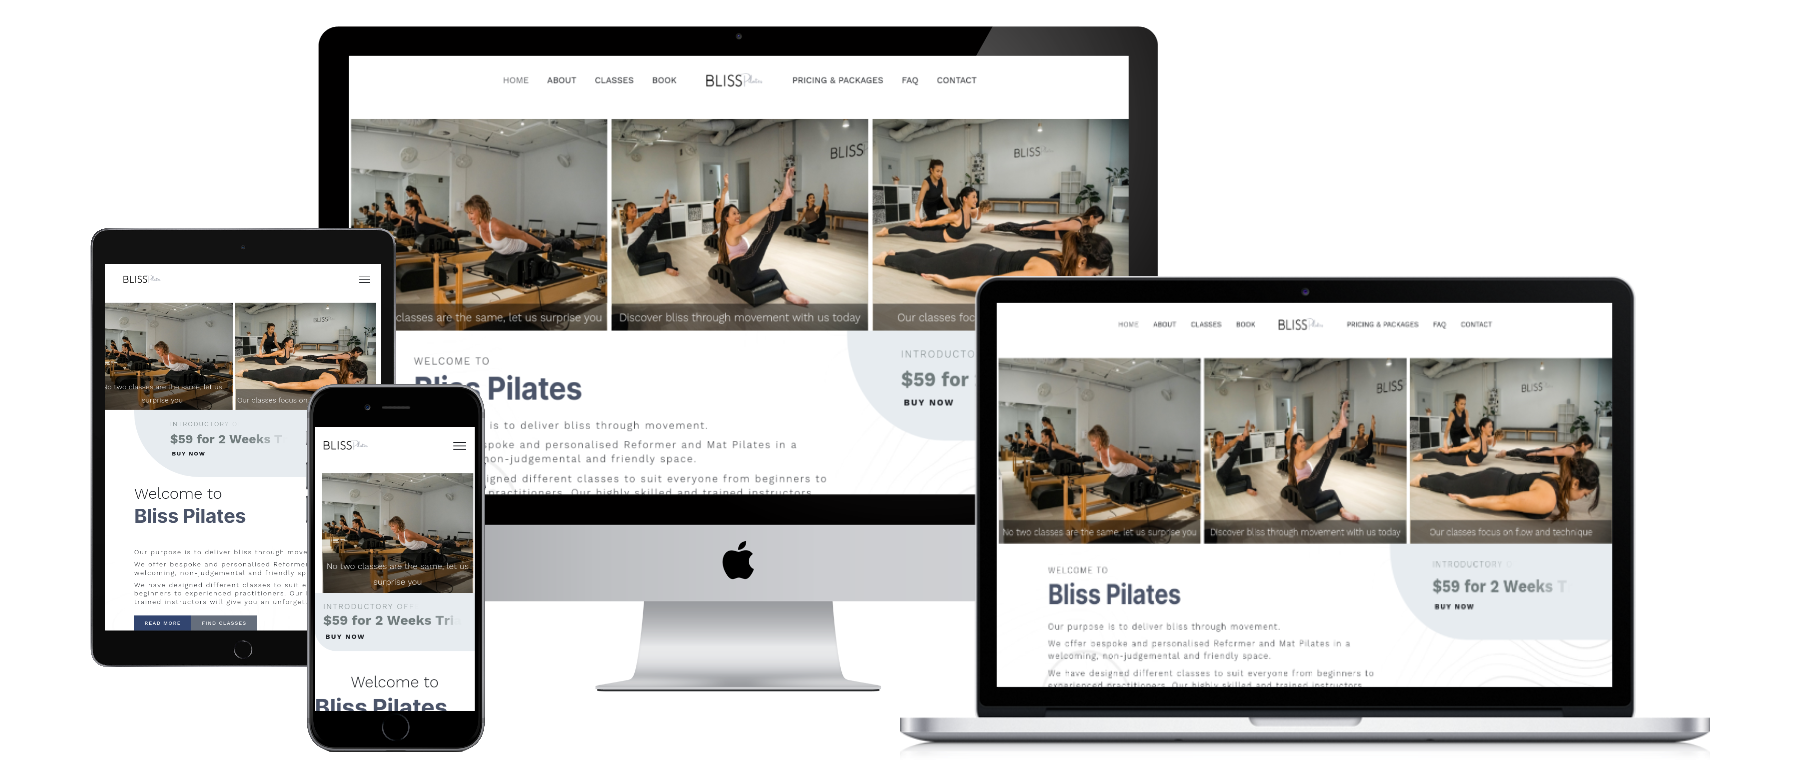 HOME ABOUT CLASSES BOOK BLISS Pilates PRICING & PACKAGES FAQ CONTACT
BLISS
BLISS
classes are the same, let us surprise you
Discover bliss through movement with us today
Our classes foc
WELCOME TO
Bliss Pilates
is to deliver bliss through movement.
spoke and personalised Reformer and Mat Pilates in a
non-judgemental and friendly space.
igned different classes to suit everyone from beginners to
practitioners. Our highly skilled and trained instructors
INTRODUCTO
$59 for
BUY NOW
BLISS Pilates
BLISS
No two classes are the same, let us
surprise you
Our classes focus on
INTRODUCTORY O
$59 for 2 Weeks T
BUY NOW
Welcome to
Bliss Pilates
Our purpose is to deliver bliss through move
We offer bespoke and personalised Reformer
welcoming, non-judgemental and friendly sp
We have designed different classes to suit e
beginners to experienced practitioners. Our
trained instructors will give you an unforget
READ MORE FIND CLASSES
BLISS Pilates
No two classes are the same, let us
surprise you
INTRODUCTORY OF
$59 for 2 Weeks Tri
BUY NOW
Welcome to
Bliss Pilates
HOME ABOUT CLASSES BOOK BLISS Pilates PRICING & PACKAGES FAQ CONTACT
BLISS
BLISS
No two classes are the same, let us surprise you
Discover bliss through movement with us today
Our classes focus on flow and technique
WELCOME TO
Bliss Pilates
Our purpose is to deliver bliss through movement.
We offer bespoke and personalised Reformer and Mat Pilates in a
welcoming, non-judgemental and friendly space.
We have designed different classes to suit everyone from beginners to
experienced practitioners. Our highly skilled and trained instructors
INTRODUCTORY O
$59 for 2 Weeks T
BUY NOW